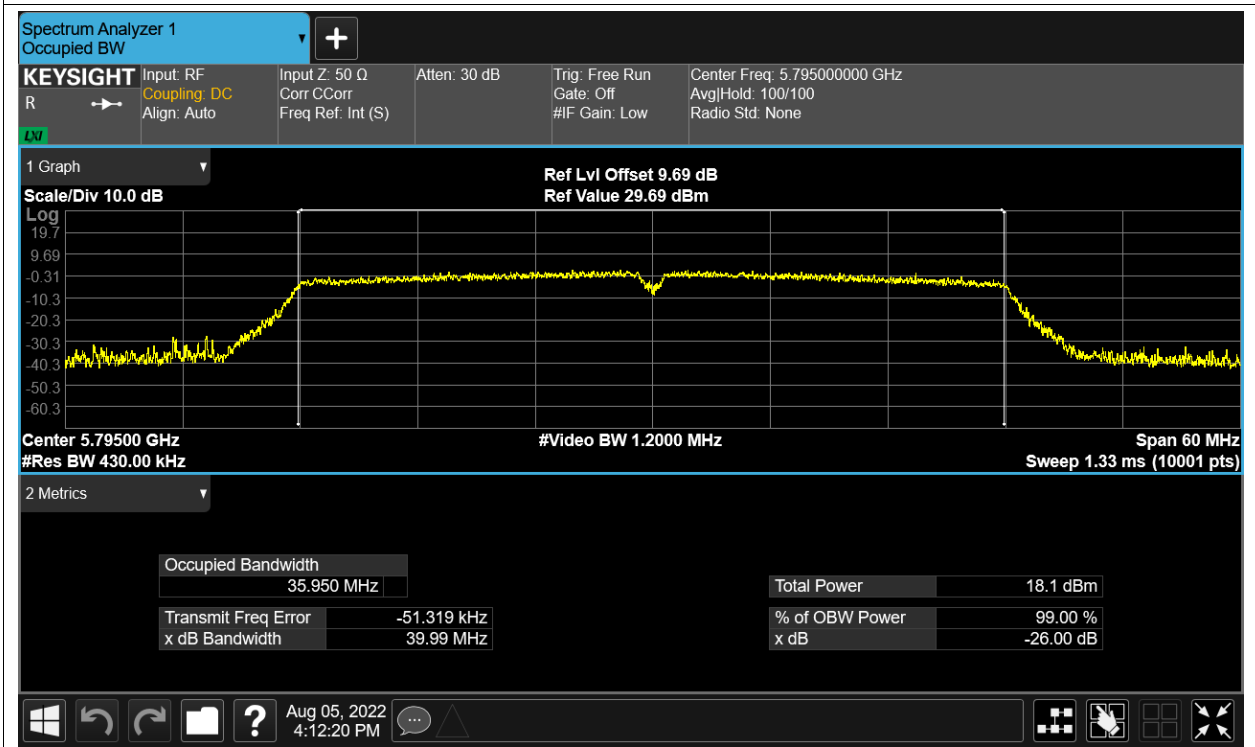 Spectrum Analyzer 1
Occupied BW
KEYSIGHT Input: RF Input Z: 50 Ω Atten: 30 dB Trig: Free Run Center Freq: 5.795000000 GHz
R Coupling: DC Corr CCorr Gate: Off Avg|Hold: 100/100
Align: Auto Freq Ref: Int (S) #IF Gain: Low Radio Std: None
LXI
1 Graph
Ref Lvl Offset 9.69 dB
Scale/Div 10.0 dB Ref Value 29.69 dBm
Log
19.7
9.69
-0.31
-10.3
-20.3
-30.3
-40.3
-50.3
-60.3
Center 5.79500 GHz #Video BW 1.2000 MHz Span 60 MHz
#Res BW 430.00 kHz Sweep 1.33 ms (10001 pts)
2 Metrics
Occupied Bandwidth
35.950 MHz Total Power 18.1 dBm
Transmit Freq Error -51.319 kHz % of OBW Power 99.00 %
x dB Bandwidth 39.99 MHz x dB -26.00 dB
Aug 05, 2022
4:12:20 PM